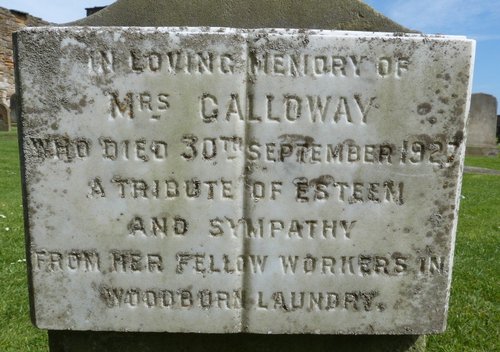 IN LOVING MEMORY OF
MRS GALLOWAY
WHO DIED 30TH SEPTEMBER 1927
A TRIBUTE OF ESTEEM
AND SYMPATHY
FROM HER FELLOW WORKERS IN
WOODBURN LAUNDRY.